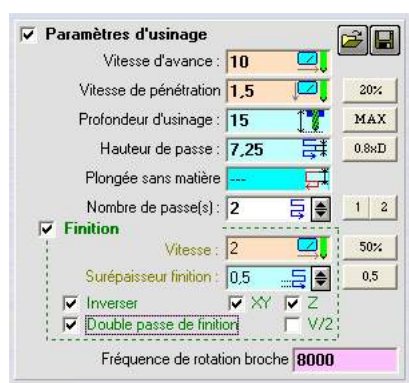 Paramètres d'usinage
Vitesse d'avance : 10
Vitesse de pénétration 1,5 20%
Profondeur d'usinage : 15 MAX
Hauteur de passe : 7,25 0.8xD
Plongée sans matière ---
Nombre de passe(s) : 2 1 2
Finition
Vitesse : 2 50%
Surépaisseur finition : 0,5 0,5
Inverser XY Z
Double passe de finition V/2
Fréquence de rotation broche 8000